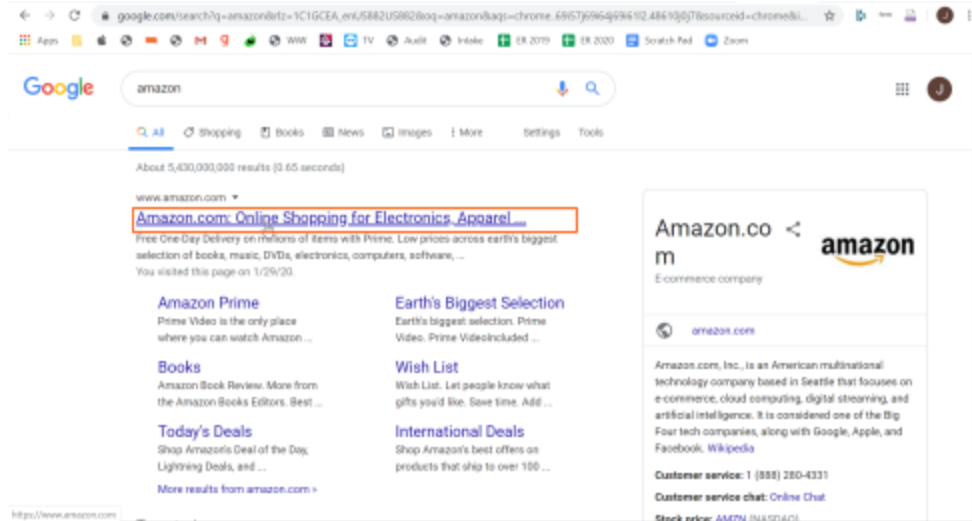 google.com/search?q=amazon&rlz=1C1GCEA_enUS882US882&oq=amazon&aqs=chrome..
Apps M g WW TV Audit Intake ER 2019 ER 2020 Scratch Pad Zoom
Google amazon J
All Shopping Books News Images More Settings Tools
About 5,430,000,000 results (0.65 seconds)
www.amazon.com
Amazon.com: Online Shopping for Electronics, Apparel ...
Free One-Day Delivery on millions of items with Prime. Low prices across earth's biggest
selection of books, music, DVDs, electronics, computers, software, ...
You visited this page on 1/29/20.
Amazon Prime
Prime Video is the only place
where you can watch Amazon ...
Earth's Biggest Selection
Earth's biggest selection. Prime
Video. Prime VideoIncluded ...
Books
Amazon Book Review. More from
the Amazon Books Editors. Best ...
Wish List
Wish List. Let people know what
gifts you'd like. Save time. Add ...
Today's Deals
Shop Amazon's Deal of the Day,
Lightning Deals, and ...
International Deals
Shop Amazon's best offers on
products that ship to over 100 ...
More results from amazon.com »
Amazon.co
m
amazon
E-commerce company
amazon.com
Amazon.com, Inc., is an American multinational
technology company based in Seattle that focuses on
e-commerce, cloud computing, digital streaming, and
artificial intelligence. It is considered one of the Big
Four tech companies, along with Google, Apple, and
Facebook. Wikipedia
Customer service: 1 (888) 280-4331
Customer service chat: Online Chat
Stock price: AMZN (NASDAQ)
https://www.amazon.com